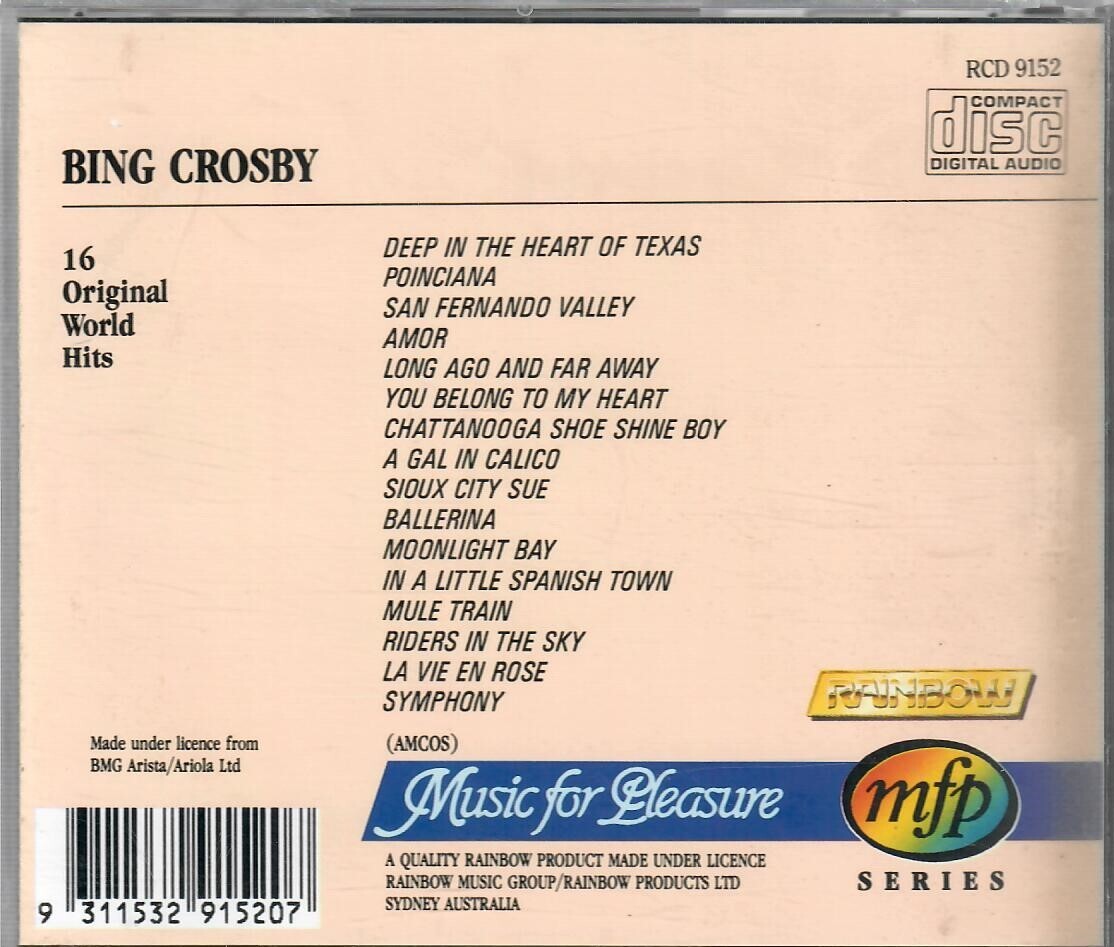 RCD 9152
COMPACT
disc
DIGITAL AUDIO
BING CROSBY
16
Original
World
Hits
DEEP IN THE HEART OF TEXAS
POINCIANA
SAN FERNANDO VALLEY
AMOR
LONG AGO AND FAR AWAY
YOU BELONG TO MY HEART
CHATTANOOGA SHOE SHINE BOY
A GAL IN CALICO
SIOUX CITY SUE
BALLERINA
MOONLIGHT BAY
IN A LITTLE SPANISH TOWN
MULE TRAIN
RIDERS IN THE SKY
LA VIE EN ROSE
SYMPHONY
(AMCOS)
RAINBOW
Made under licence from
BMG Arista/Ariola Ltd
Music for Pleasure
mfp
SERIES
A QUALITY RAINBOW PRODUCT MADE UNDER LICENCE
RAINBOW MUSIC GROUP/RAINBOW PRODUCTS LTD
SYDNEY AUSTRALIA
9 311532 915207